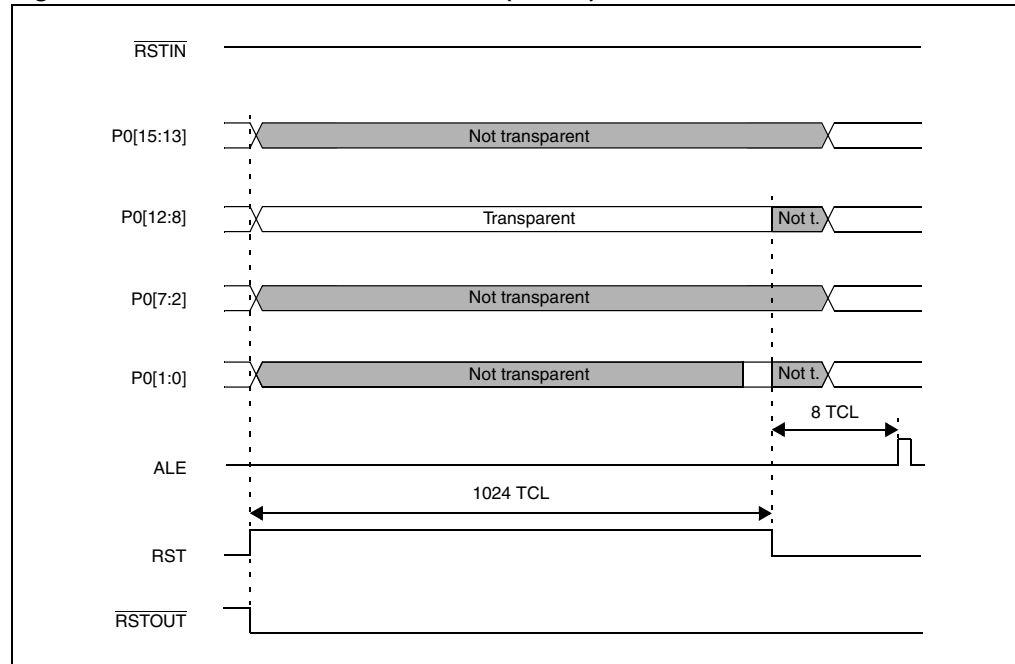 RSTIN
P0[15:13]
Not transparent
P0[12:8]
Transparent
Not t.
P0[7:2]
Not transparent
P0[1:0]
Not transparent
Not t.
8 TCL
ALE
1024 TCL
RST
RSTOUT